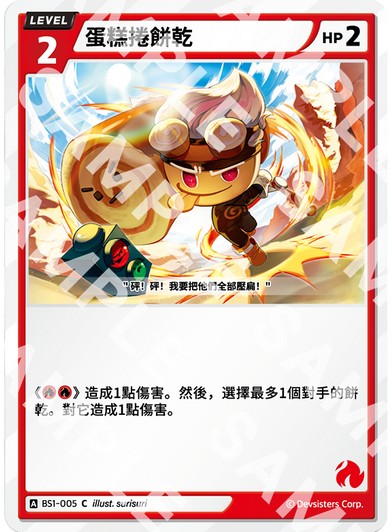 LEVEL
2
蛋糕捲餅乾
HP 2
"砰！砰！我要把他們全部壓扁！"
《》造成1點傷害。然後，選擇最多1個對手的餅
乾。對它造成1點傷害。
A BS1-005 C illust. surisuri
© Devsisters Corp.
SAMPLE